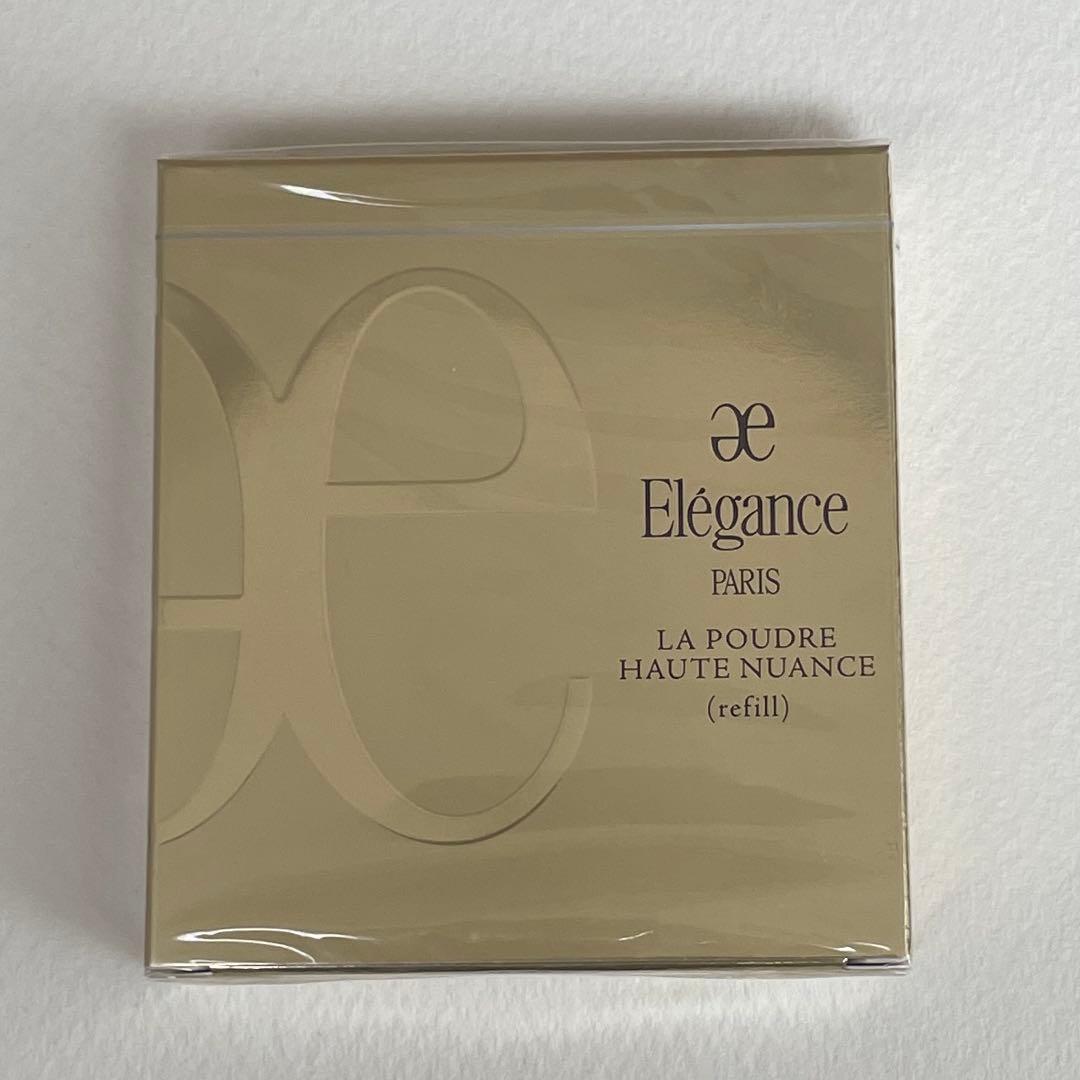 æ
Elégance
PARIS
LA POUDRE
HAUTE NUANCE
(refill)